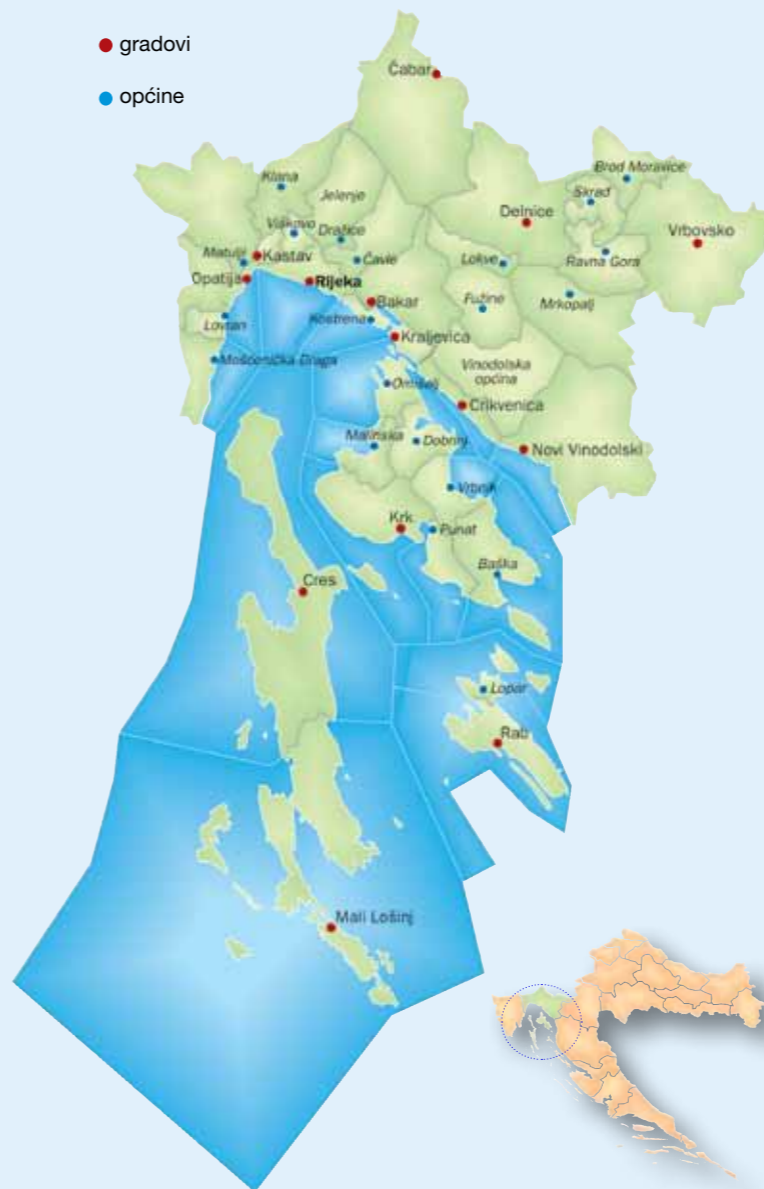 gradovi
općine
Čabar
Brod Moravice
Klana
Jelenje
Skrad
Delnice
Viškovo
Dražice
Vrbovsko
Matulji
Kastav
Čavle
Lokve
Ravna Gora
Opatija
Rijeka
Bakar
Fužine
Mrkopalj
Lovran
Kostrena
Kraljevica
Mošćenička Draga
Vinodolska
općina
Omišalj
Crikvenica
Malinska
Dobrinj
Novi Vinodolski
Vrbnik
Krk
Punat
Baška
Cres
Lopar
Rab
Mali Lošinj